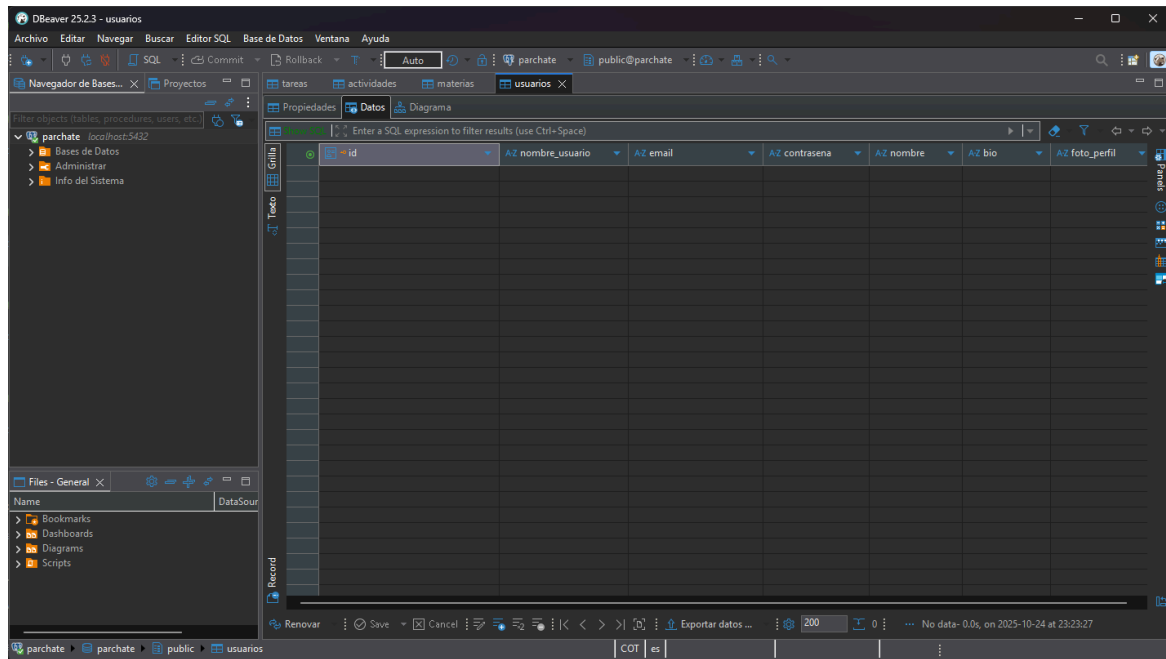 DBeaver 25.2.3 - usuarios
Archivo Editar Navegar Buscar Editor SQL Base de Datos Ventana Ayuda
SQL Commit Rollback T Auto parchate public@parchate
Navegador de Bases... Proyectos
tareas actividades materias usuarios
Propiedades Datos Diagrama
Filter objects (tables, procedures, users, etc.)
Enter a SQL expression to filter results (use Ctrl+Space)
parchate localhost:5432
Bases de Datos
Administrar
Info del Sistema
Grilla
Texto
Record
id A-Z nombre_usuario A-Z email A-Z contrasena A-Z nombre A-Z bio A-Z foto_perfil
Panels
Files - General
Name DataSour
Bookmarks
Dashboards
Diagrams
Scripts
Renovar Save Cancel Exportar datos ... 200 0 ... No data- 0.0s, on 2025-10-24 at 23:23:27
parchate parchate public usuarios COT es